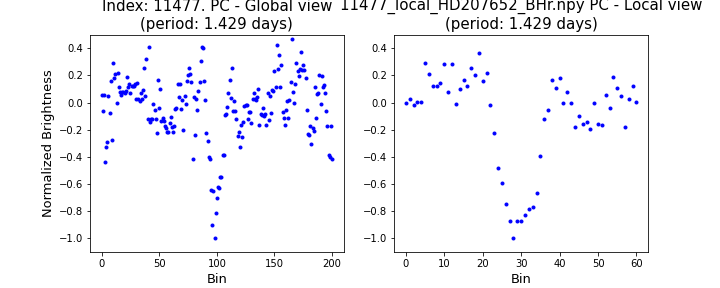 Index: 11477. PC - Global view
(period: 1.429 days)
11477_local_HD207652_BHr.npy PC - Local view
(period: 1.429 days)
Normalized Brightness
0.4
0.2
0.0
−0.2
−0.4
−0.6
−0.8
−1.0
0 50 100 150 200
Bin
0.4
0.2
0.0
−0.2
−0.4
−0.6
−0.8
−1.0
0 10 20 30 40 50 60
Bin